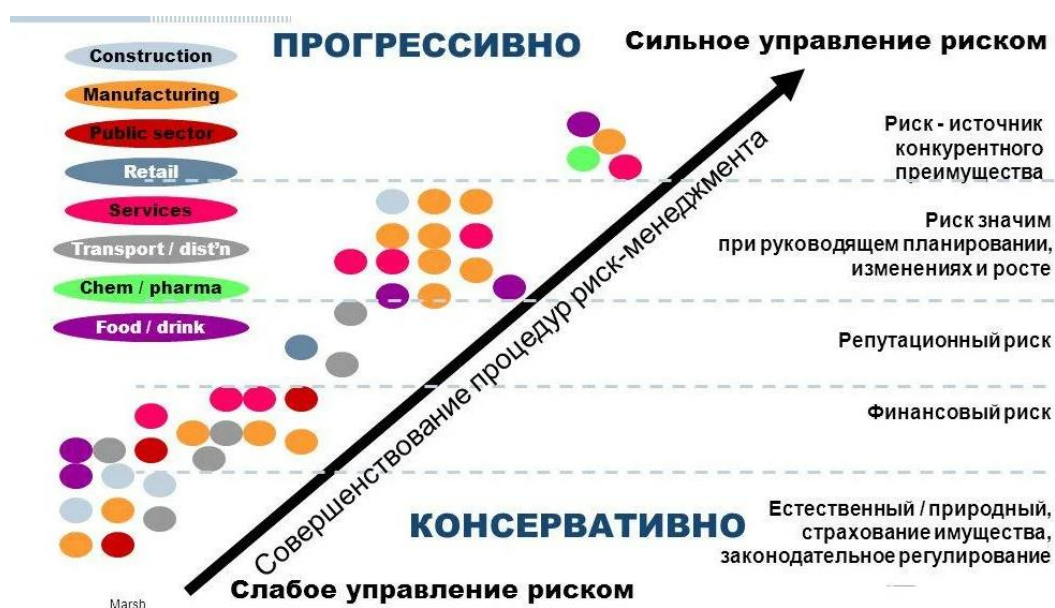 ПРОГРЕССИВНО
Сильное управление риском
Construction
Manufacturing
Public sector
Retail
Services
Transport / dist'n
Chem / pharma
Food / drink
Риск - источник
конкурентного
преимущества
Риск значим
при руководящем планировании,
изменениях и росте
Репутационный риск
Финансовый риск
Естественный / природный,
страхование имущества,
законодательное регулирование
Совершенствование процедур риск-менеджмента
КОНСЕРВАТИВНО
Слабое управление риском
Marsh